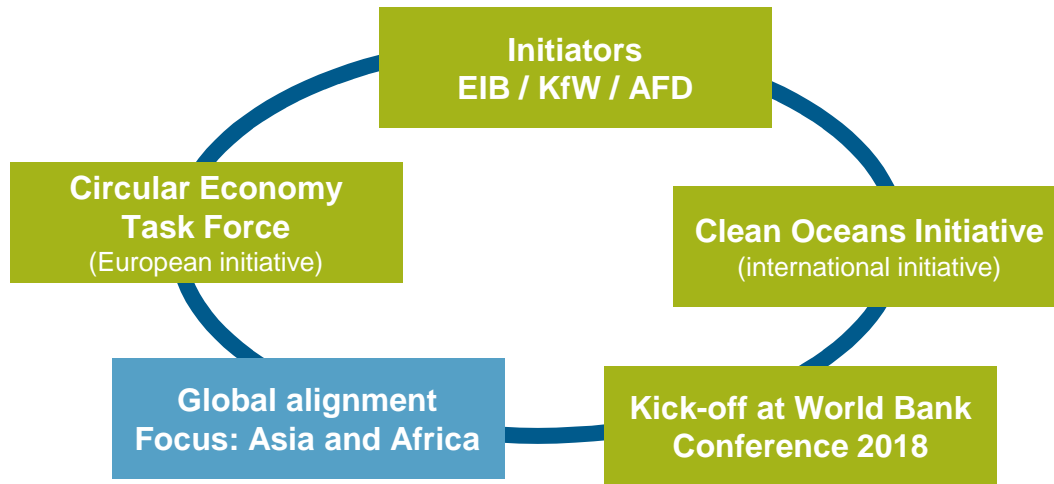 Initiators
EIB / KfW / AFD
Circular Economy
Task Force
(European initiative)
Clean Oceans Initiative
(international initiative)
Global alignment
Focus: Asia and Africa
Kick-off at World Bank
Conference 2018